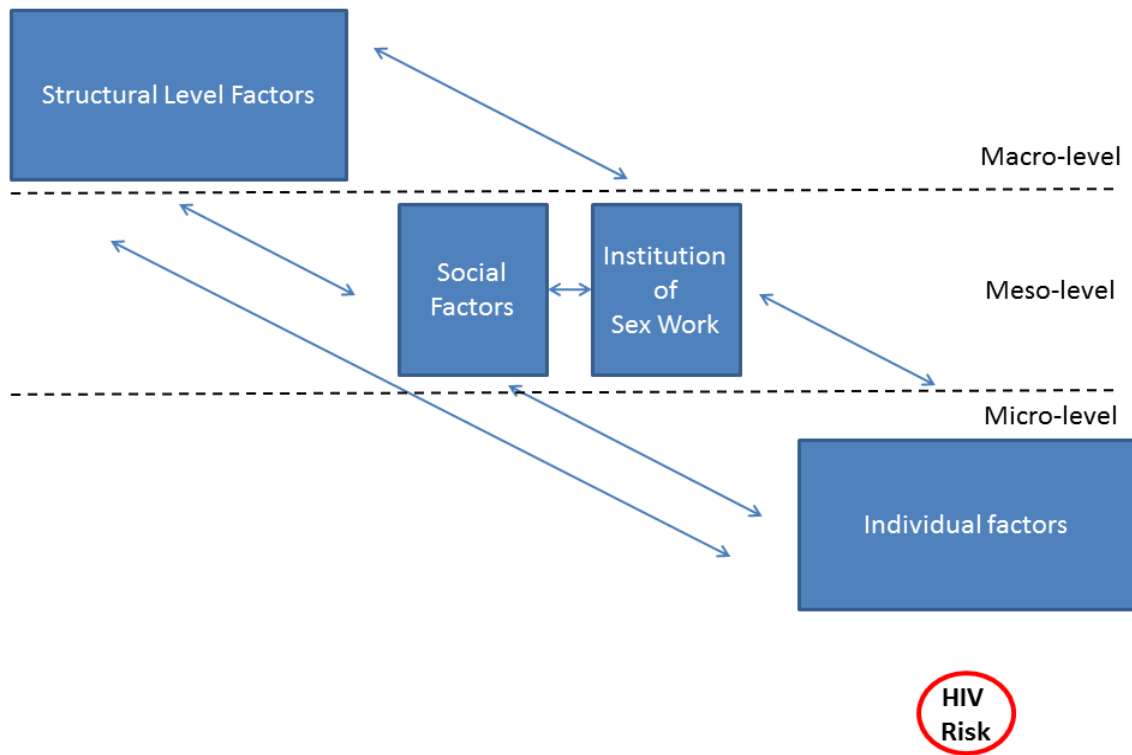 Structural Level Factors
Macro-level
Social
Factors
Institution
of
Sex Work
Meso-level
Micro-level
Individual factors
HIV
Risk